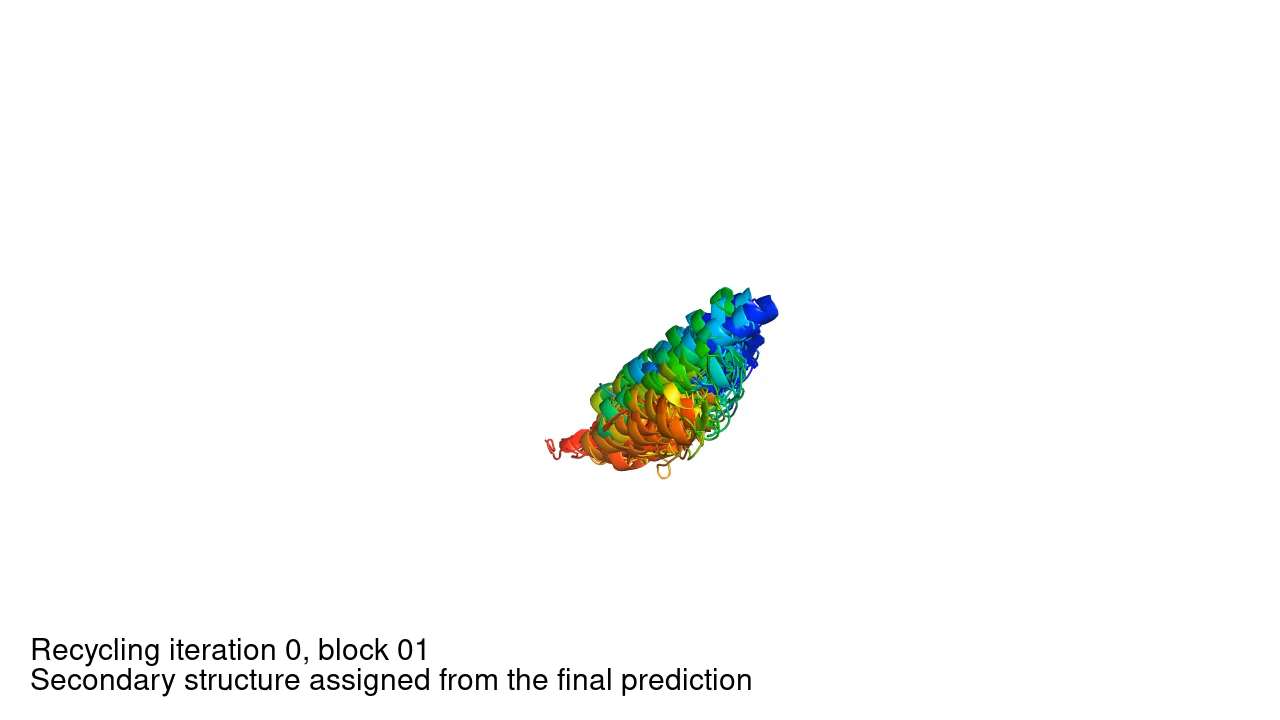 Recycling iteration 0, block 01
Secondary structure assigned from the final prediction